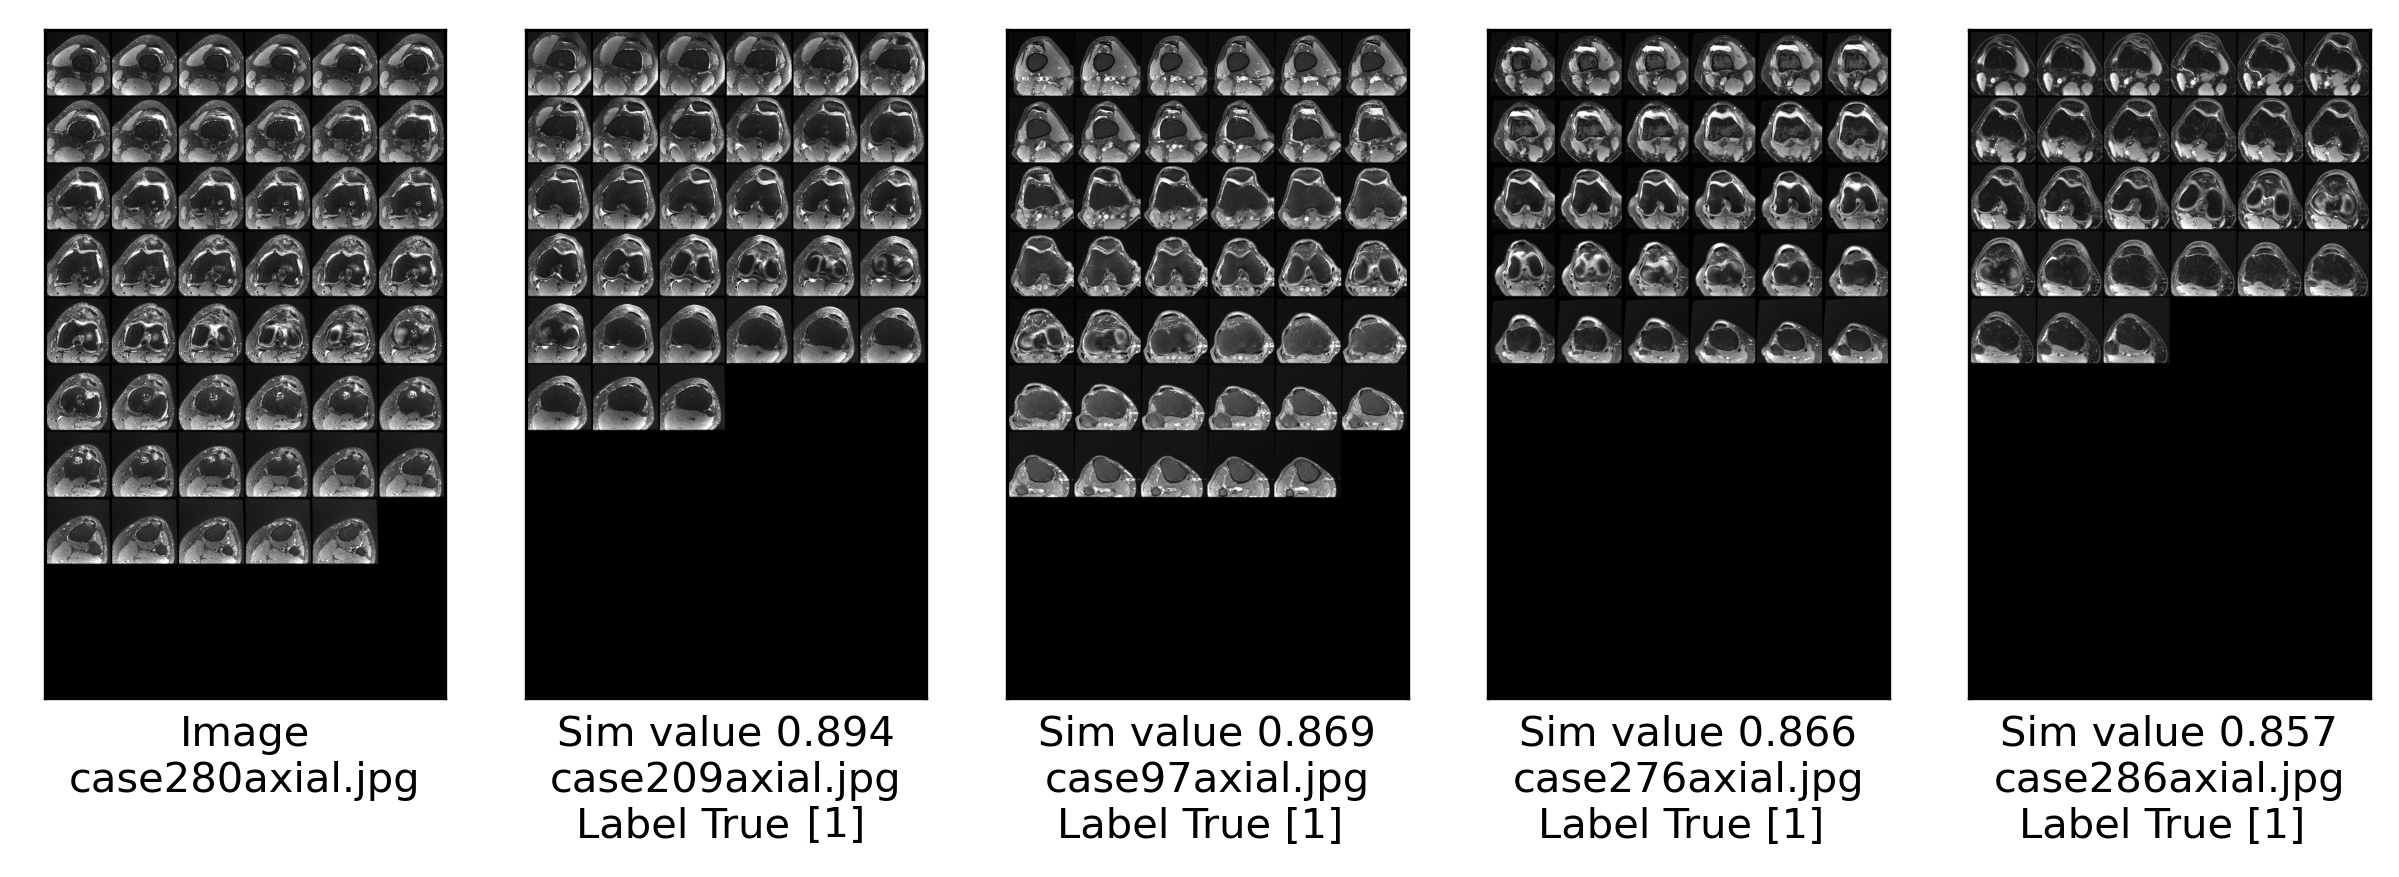 Image
case280axial.jpg
Sim value 0.894
case209axial.jpg
Label True [1]
Sim value 0.869
case97axial.jpg
Label True [1]
Sim value 0.866
case276axial.jpg
Label True [1]
Sim value 0.857
case286axial.jpg
Label True [1]